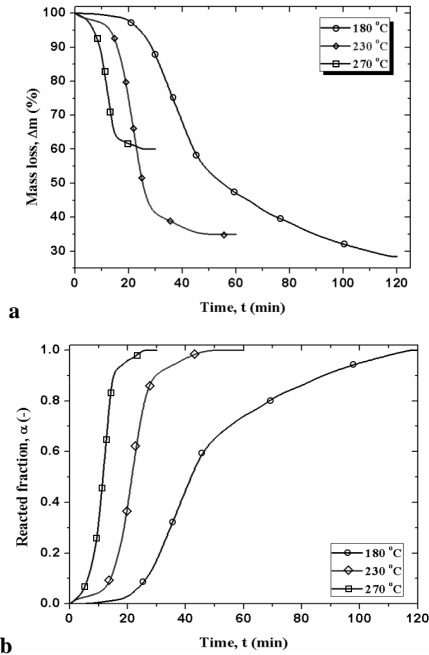 100
90
80
70
60
50
40
30
Mass loss, Δm (%)
180 °C
230 °C
270 °C
0 20 40 60 80 100 120
Time, t (min)
a
1.0
0.8
0.6
0.4
0.2
0.0
Reacted fraction, α (-)
180 °C
230 °C
270 °C
0 20 40 60 80 100 120
Time, t (min)
b